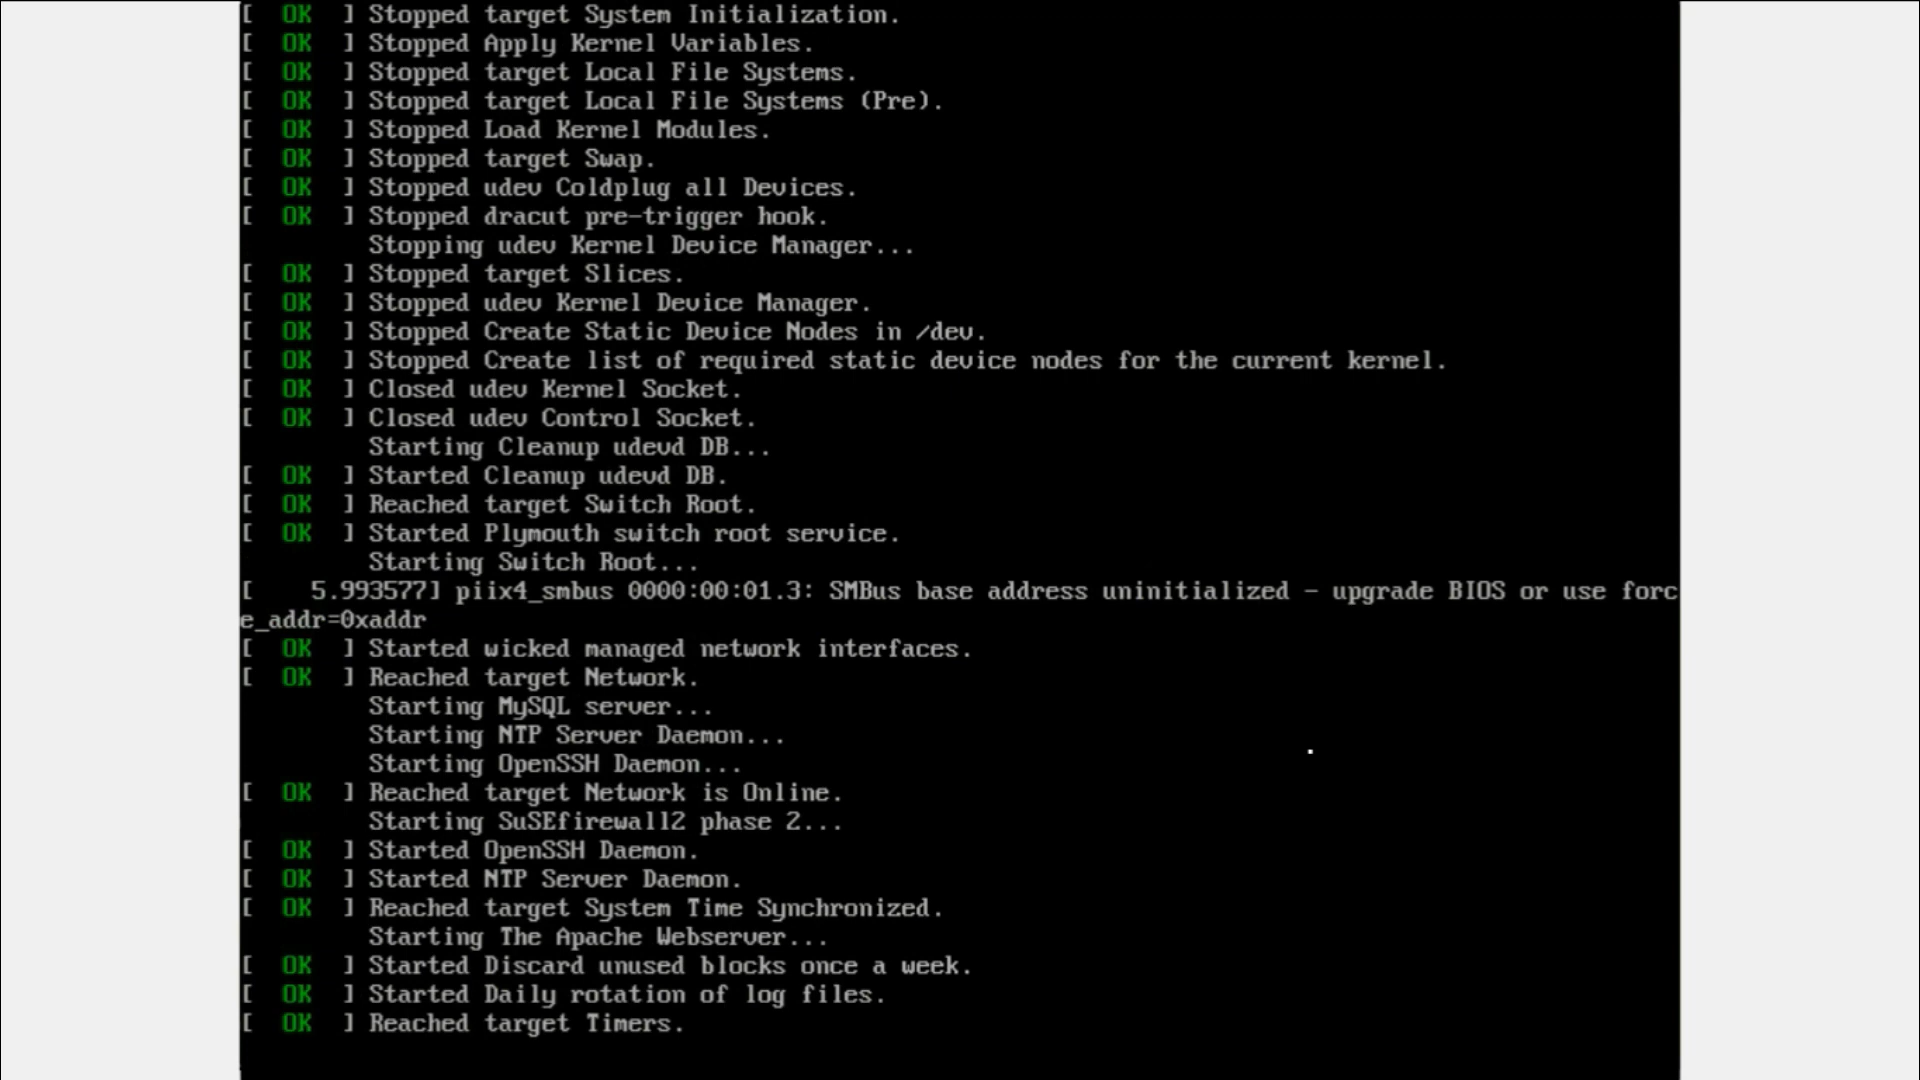 [  OK  ] Stopped target System Initialization.
[  OK  ] Stopped Apply Kernel Variables.
[  OK  ] Stopped target Local File Systems.
[  OK  ] Stopped target Local File Systems (Pre).
[  OK  ] Stopped Load Kernel Modules.
[  OK  ] Stopped target Swap.
[  OK  ] Stopped udev Coldplug all Devices.
[  OK  ] Stopped dracut pre-trigger hook.
         Stopping udev Kernel Device Manager...
[  OK  ] Stopped target Slices.
[  OK  ] Stopped udev Kernel Device Manager.
[  OK  ] Stopped Create Static Device Nodes in /dev.
[  OK  ] Stopped Create list of required static device nodes for the current kernel.
[  OK  ] Closed udev Kernel Socket.
[  OK  ] Closed udev Control Socket.
         Starting Cleanup udevd DB...
[  OK  ] Started Cleanup udevd DB.
[  OK  ] Reached target Switch Root.
[  OK  ] Started Plymouth switch root service.
         Starting Switch Root...
[    5.993577] piix4_smbus 0000:00:01.3: SMBus base address uninitialized - upgrade BIOS or use forc
e_addr=0xaddr
[  OK  ] Started wicked managed network interfaces.
[  OK  ] Reached target Network.
         Starting MySQL server...
         Starting NTP Server Daemon...
         Starting OpenSSH Daemon...
[  OK  ] Reached target Network is Online.
         Starting SuSEfirewall2 phase 2...
[  OK  ] Started OpenSSH Daemon.
[  OK  ] Started NTP Server Daemon.
[  OK  ] Reached target System Time Synchronized.
         Starting The Apache Webserver...
[  OK  ] Started Discard unused blocks once a week.
[  OK  ] Started Daily rotation of log files.
[  OK  ] Reached target Timers.